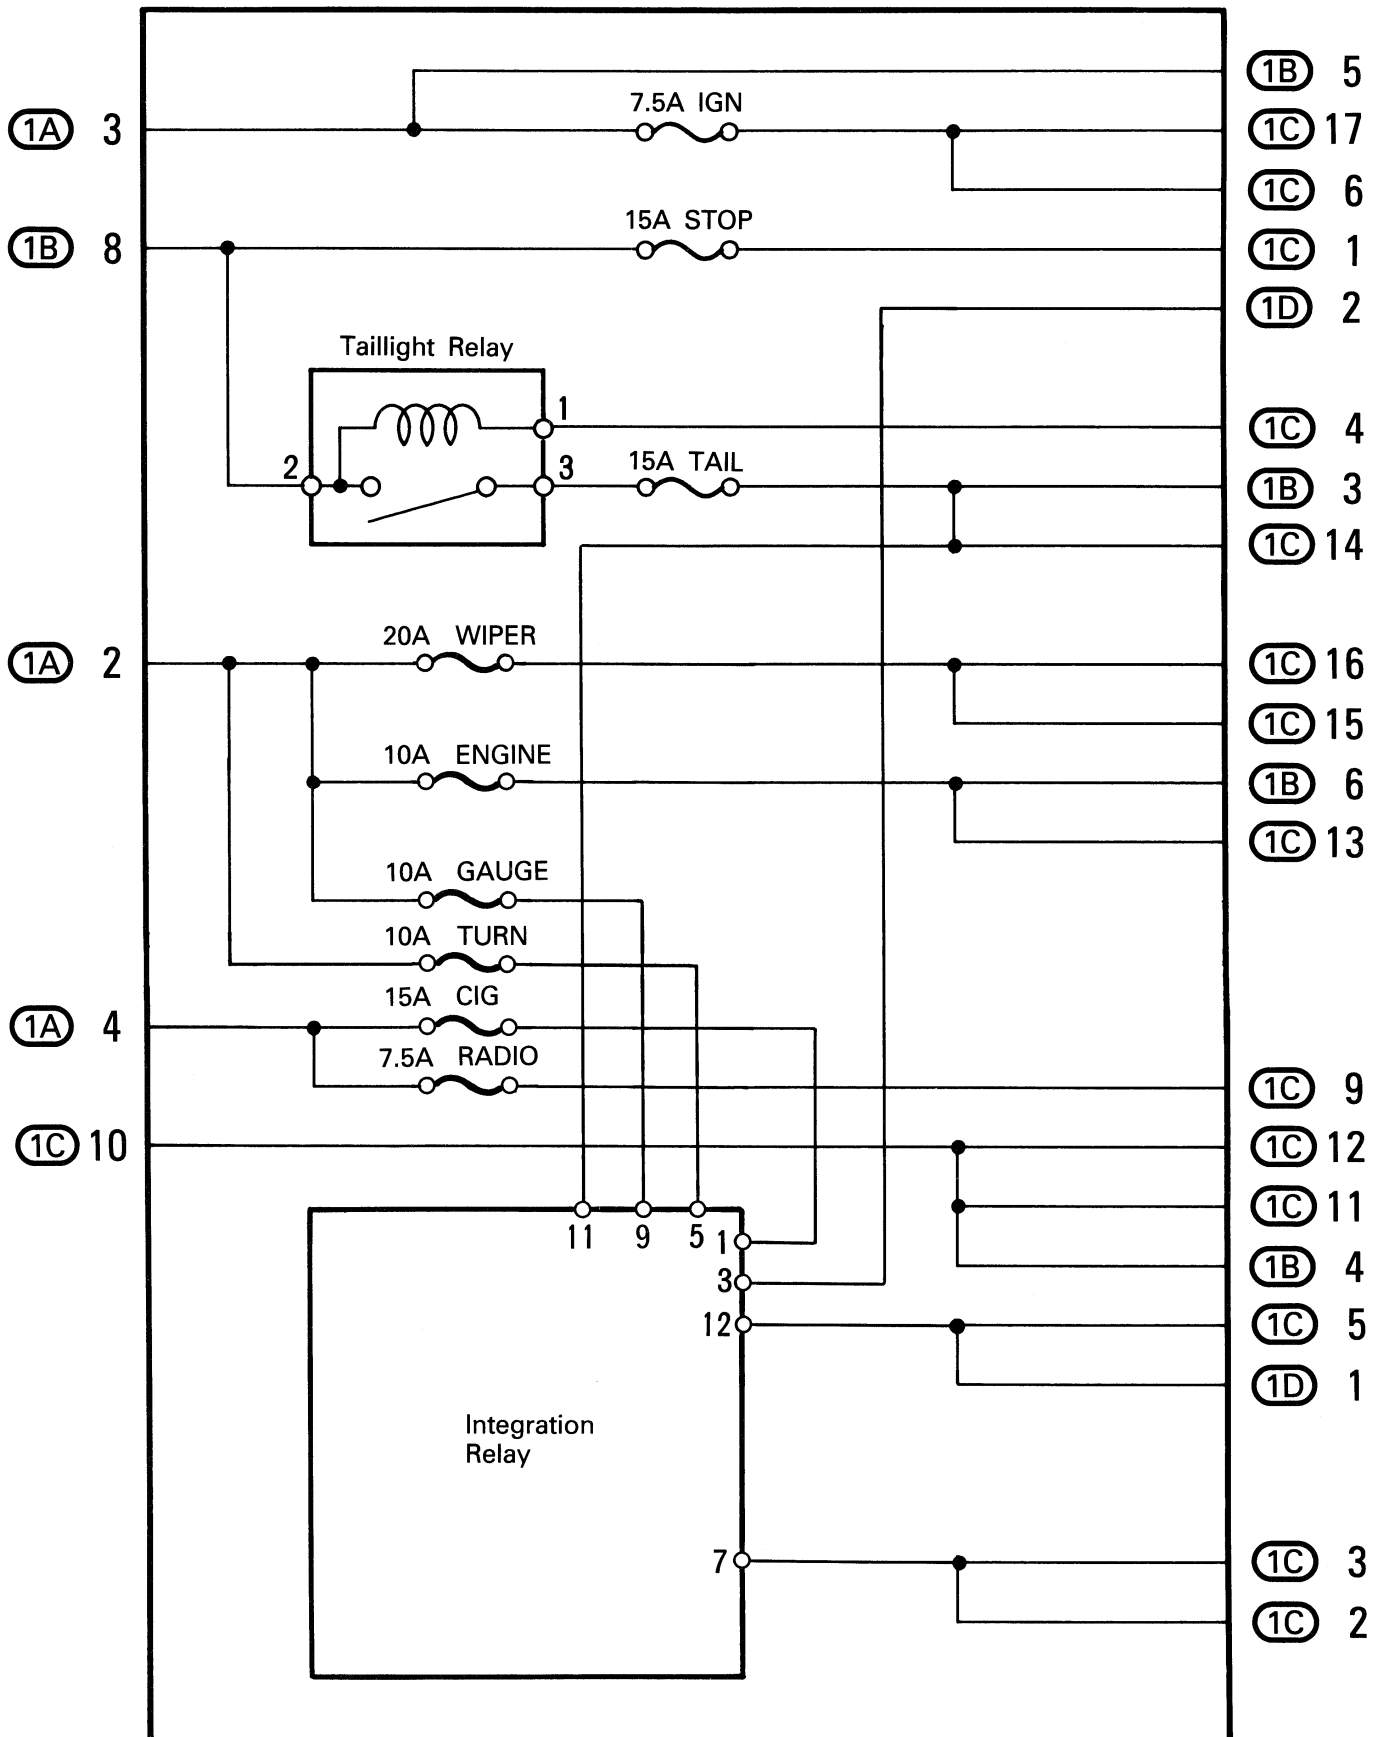 1B 5
7.5A IGN
1A 3
1C 17
1C 6
15A STOP
1B 8
1C 1
1D 2
Taillight Relay
1
1C 4
2
3
15A TAIL
1B 3
1C 14
20A WIPER
1A 2
1C 16
1C 15
10A ENGINE
1B 6
1C 13
10A GAUGE
10A TURN
15A CIG
1A 4
7.5A RADIO
1C 9
1C 10
1C 12
1C 11
11 9 5 1
1B 4
3
12
1C 5
1D 1
Integration
Relay
7
1C 3
1C 2